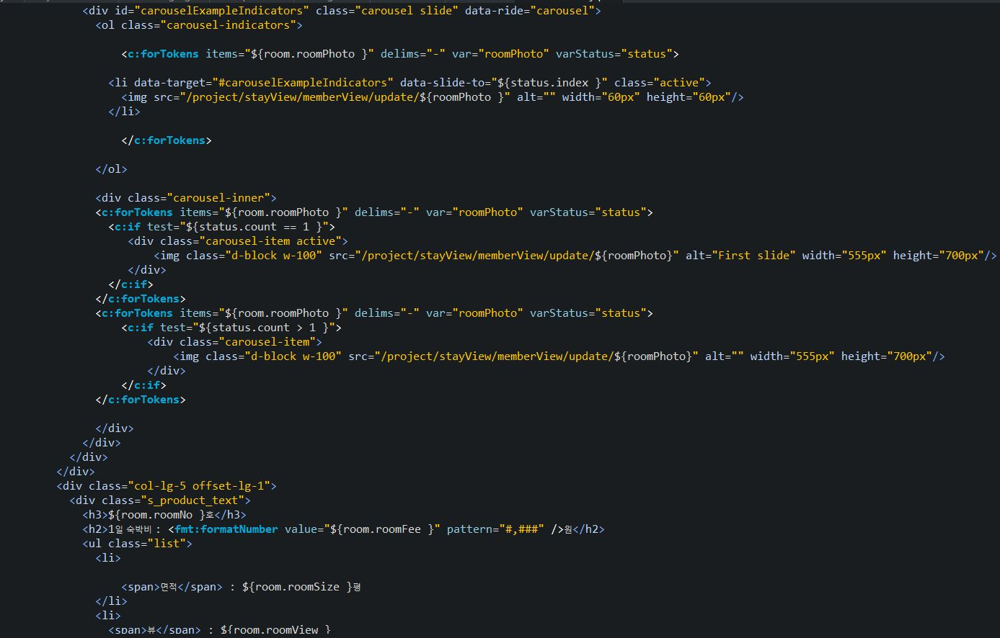 <div id="carouselExampleIndicators" class="carousel slide" data-ride="carousel">
<ol class="carousel-indicators">
<c:forTokens items="${room.roomPhoto }" delims="-" var="roomPhoto" varStatus="status">
<li data-target="#carouselExampleIndicators" data-slide-to="${status.index }" class="active">
<img src="/project/stayView/memberView/update/${roomPhoto }" alt="" width="60px" height="60px"/>
</li>
</c:forTokens>
</ol>
<div class="carousel-inner">
<c:forTokens items="${room.roomPhoto }" delims="-" var="roomPhoto" varStatus="status">
<c:if test="${status.count == 1 }">
<div class="carousel-item active">
<img class="d-block w-100" src="/project/stayView/memberView/update/${roomPhoto}" alt="First slide" width="555px" height="700px"/>
</div>
</c:if>
</c:forTokens>
<c:forTokens items="${room.roomPhoto }" delims="-" var="roomPhoto" varStatus="status">
<c:if test="${status.count > 1 }">
<div class="carousel-item">
<img class="d-block w-100" src="/project/stayView/memberView/update/${roomPhoto}" alt="" width="555px" height="700px"/>
</div>
</c:if>
</c:forTokens>
</div>
</div>
</div>
</div>
<div class="col-lg-5 offset-lg-1">
<div class="s_product_text">
<h3>${room.roomNo }호</h3>
<h2>1일 숙박비 : <fmt:formatNumber value="${room.roomFee }" pattern="#,###" />원</h2>
<ul class="list">
<li>
<span>면적</span> : ${room.roomSize }평
</li>
<li>
<span>뷰</span> : ${room.roomView }